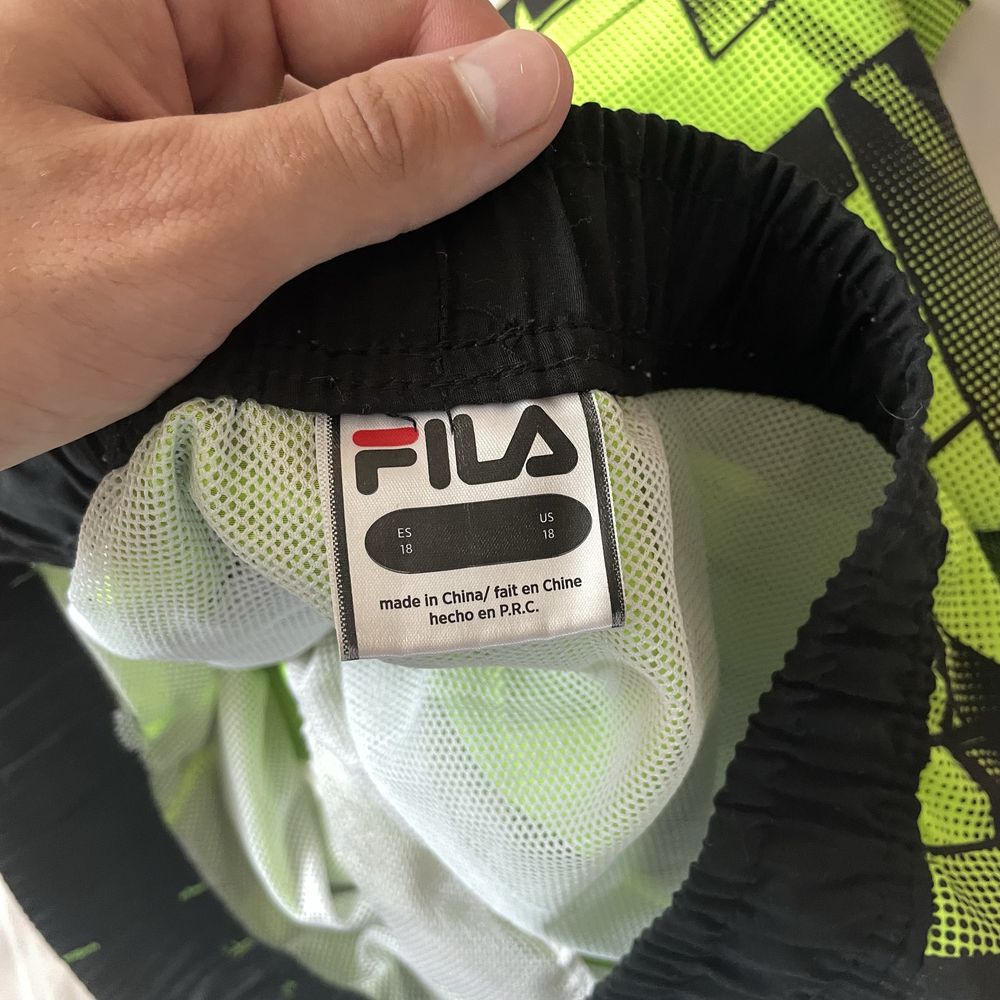 FILA
ES US
18 18
made in China/ fait en Chine
hecho en P.R.C.